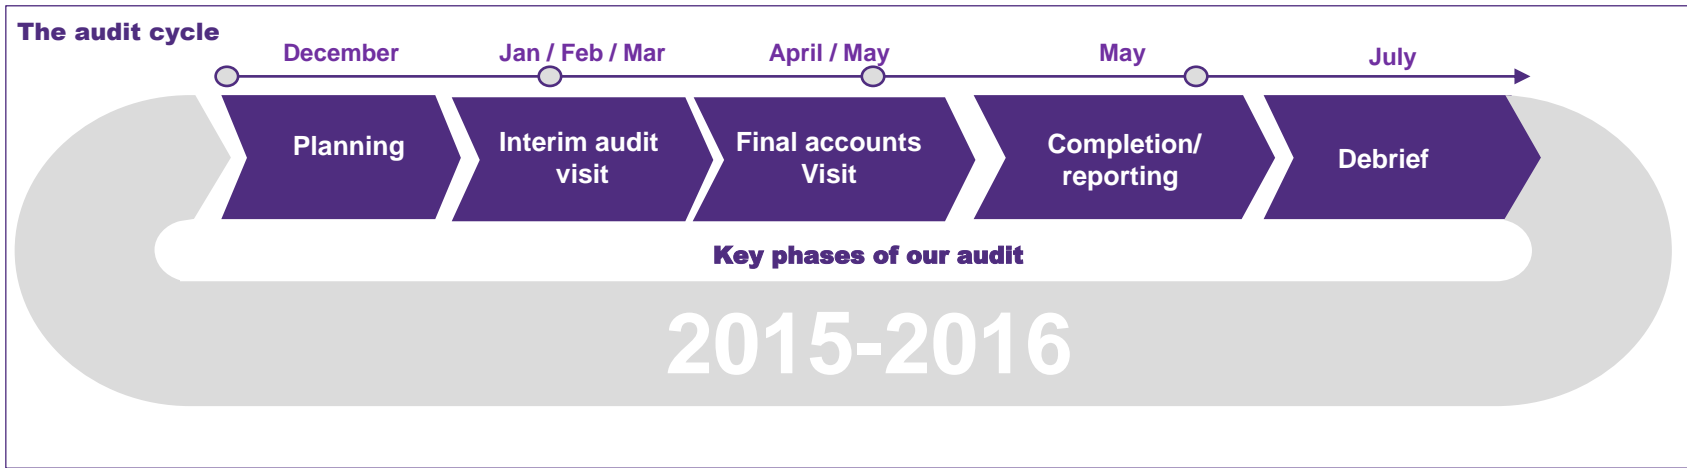 The audit cycle
December
Jan / Feb / Mar
April / May
May
July
Planning
Interim audit
visit
Final accounts
Visit
Completion/
reporting
Debrief
Key phases of our audit
2015-2016